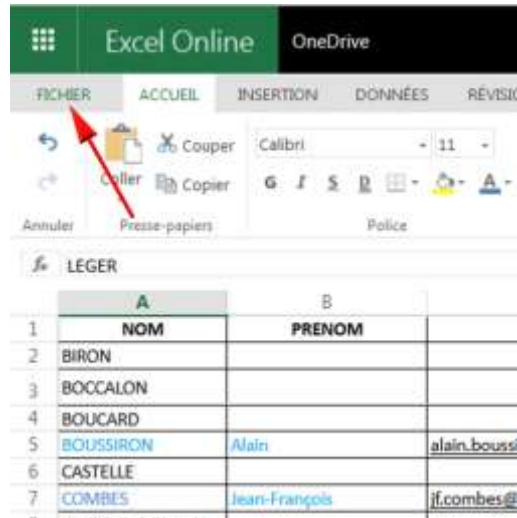 Excel Online OneDrive
FICHIER ACCUEIL INSERTION DONNÉES RÉVISIO
Couper Calibri 11
Coller Copier G I S D A
Annuler Presse-papiers Police
fx LEGER
A B
1 NOM PRENOM
2 BIRON
3 BOCCALON
4 BOUCARD
5 BOUSSIRON Alain alain.boussi
6 CASTELLE
7 COMBES Jean-François jf.combes@